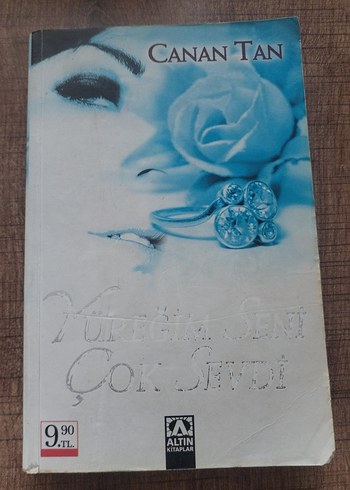 CANAN TAN
YÜREĞİM SENİ
ÇOK SEVDİ
9.90
TL.
A
ALTIN
KİTAPLAR